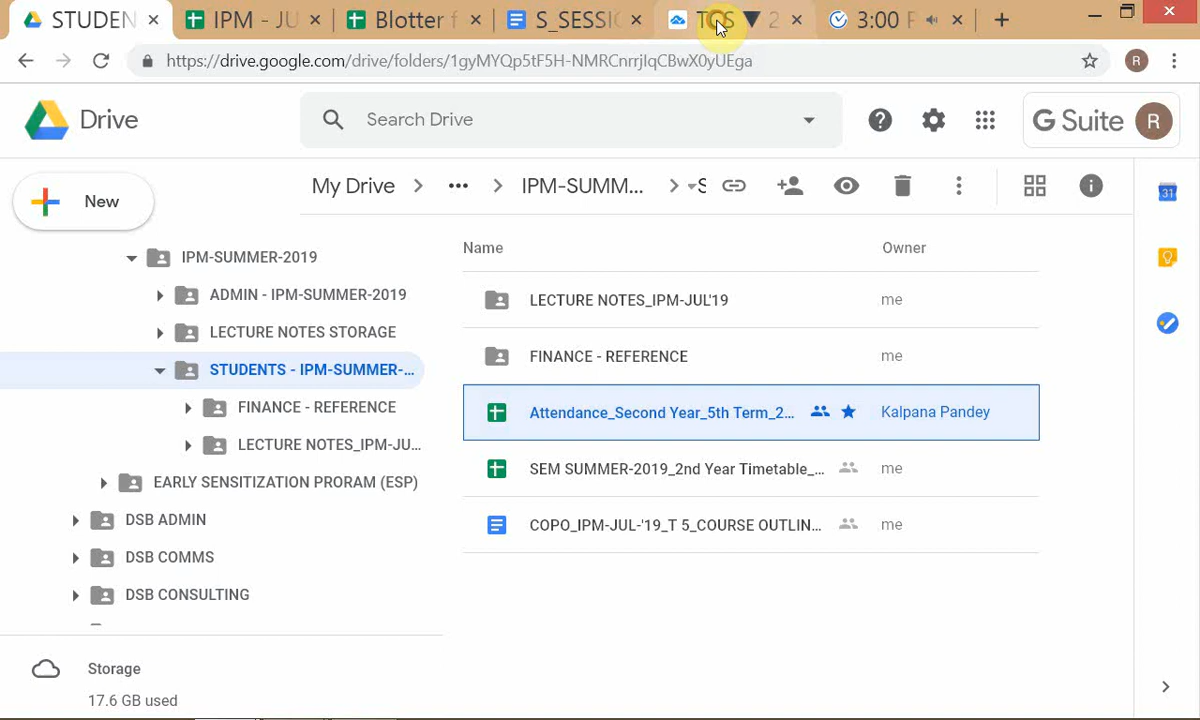 STUDEN
IPM - JU
Blotter f
S_SESSIO
TCS ▼ 2
3:00 P
https://drive.google.com/drive/folders/1gyMYQp5tF5H-NMRCnrrjIqCBwX0yUEga
R
Drive
Search Drive
G Suite
R
New
My Drive > ... > IPM-SUMM... >
31
IPM-SUMMER-2019
ADMIN - IPM-SUMMER-2019
LECTURE NOTES STORAGE
STUDENTS - IPM-SUMMER-...
FINANCE - REFERENCE
LECTURE NOTES_IPM-JU...
EARLY SENSITIZATION PRORAM (ESP)
DSB ADMIN
DSB COMMS
DSB CONSULTING
Storage
17.6 GB used
Name Owner
LECTURE NOTES_IPM-JUL'19 me
FINANCE - REFERENCE me
Attendance_Second Year_5th Term_2... Kalpana Pandey
SEM SUMMER-2019_2nd Year Timetable_... me
COPO_IPM-JUL-'19_T 5_COURSE OUTLIN... me